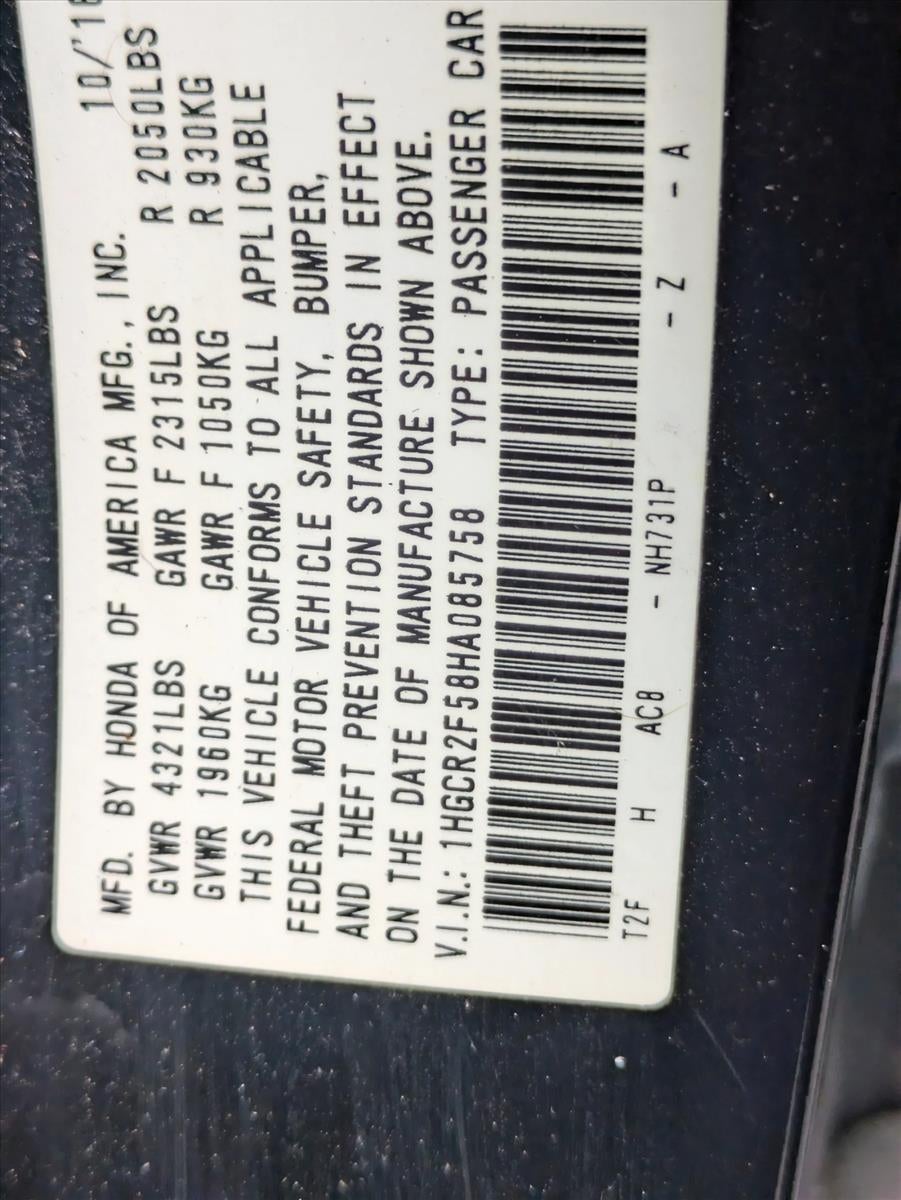 MFD. BY HONDA OF AMERICA MFG., INC. 10/'16
GVWR 4321LBS GAWR F 2315LBS R 2050LBS
GVWR 1960KG GAWR F 1050KG R 930KG
THIS VEHICLE CONFORMS TO ALL APPLICABLE
FEDERAL MOTOR VEHICLE SAFETY, BUMPER,
AND THEFT PREVENTION STANDARDS IN EFFECT
ON THE DATE OF MANUFACTURE SHOWN ABOVE.
V.I.N.: 1HGCR2F58HA085758 TYPE: PASSENGER CAR
T2F H AC8 - NH731P - Z - A